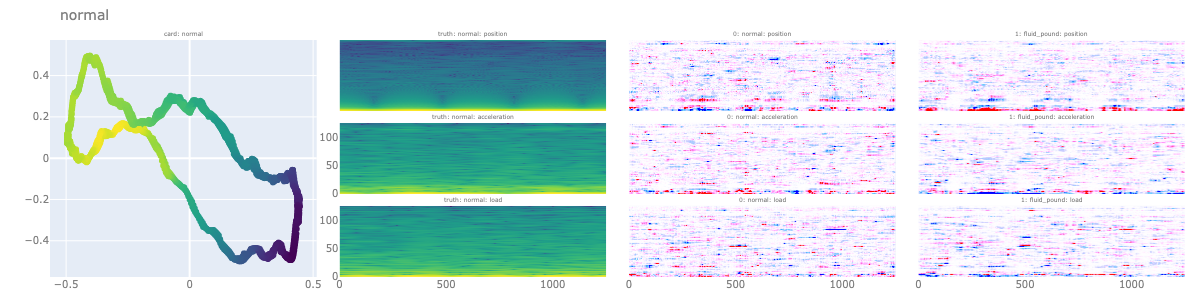 normal
card: normal
truth: normal: position
0: normal: position
1: fluid_pound: position
0.4
0.2
0
−0.2
−0.4
−0.5
0
0.5
truth: normal: acceleration
0: normal: acceleration
1: fluid_pound: acceleration
100
50
0
truth: normal: load
0: normal: load
1: fluid_pound: load
100
50
0
0
500
1000
0
500
1000
0
500
1000